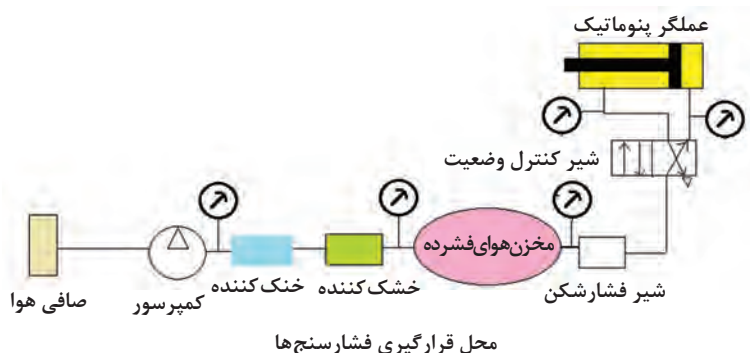 عملگر پنوماتیک
شیر کنترل وضعیت
مخزن هوای فشرده
صافی هوا
کمپرسور
خنک کننده
خشک کننده
شیر فشارشکن
محل قرارگیری فشارسنج‌ها